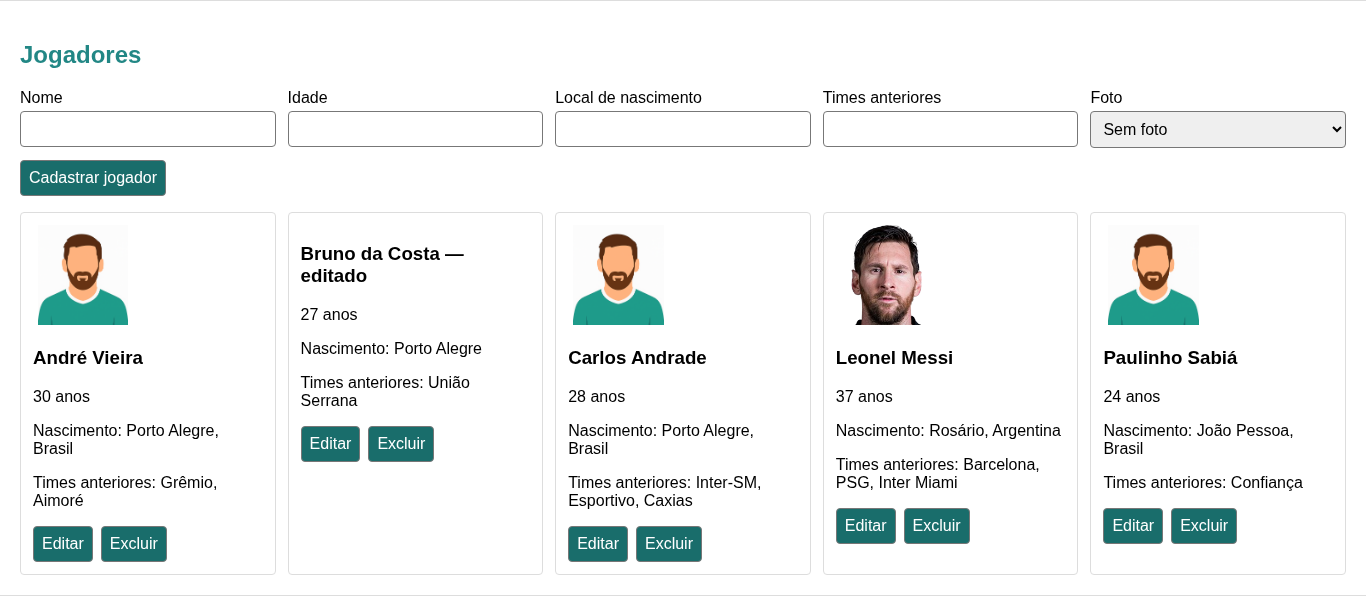 Jogadores
Nome
Idade
Local de nascimento
Times anteriores
Foto
Sem foto
Cadastrar jogador
André Vieira
30 anos
Nascimento: Porto Alegre,
Brasil
Times anteriores: Grêmio,
Aimoré
Editar
Excluir
Bruno da Costa —
editado
27 anos
Nascimento: Porto Alegre
Times anteriores: União
Serrana
Editar
Excluir
Carlos Andrade
28 anos
Nascimento: Porto Alegre,
Brasil
Times anteriores: Inter-SM,
Esportivo, Caxias
Editar
Excluir
Leonel Messi
37 anos
Nascimento: Rosário, Argentina
Times anteriores: Barcelona,
PSG, Inter Miami
Editar
Excluir
Paulinho Sabiá
24 anos
Nascimento: João Pessoa,
Brasil
Times anteriores: Confiança
Editar
Excluir